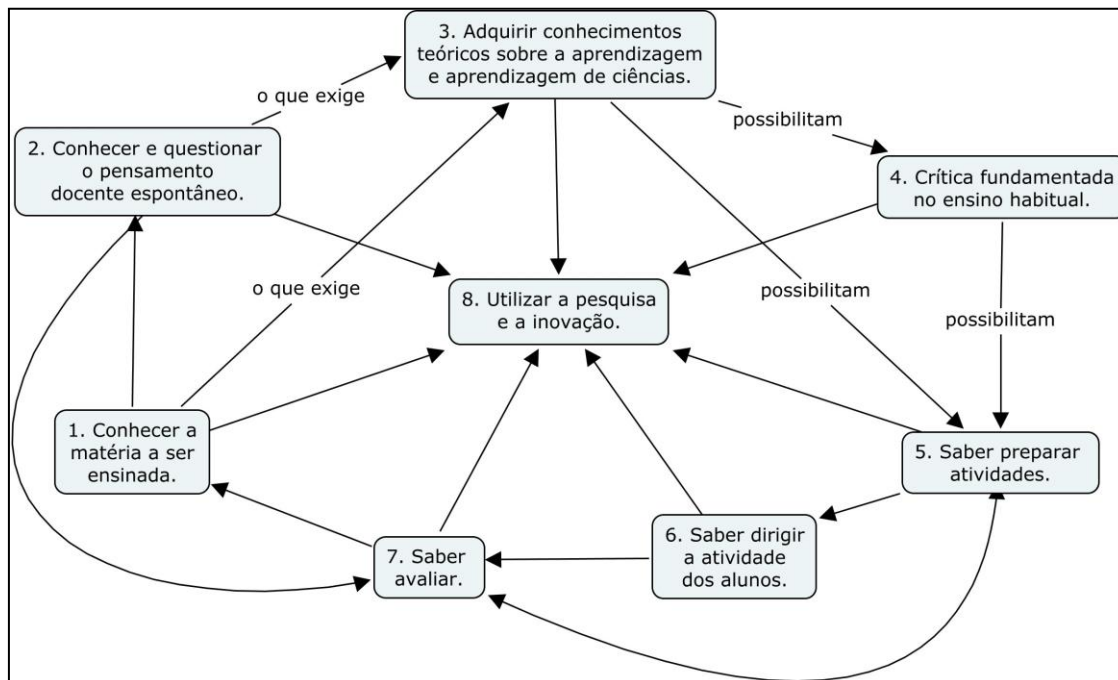 3. Adquirir conhecimentos
teóricos sobre a aprendizagem
e aprendizagem de ciências.
o que exige
possibilitam
2. Conhecer e questionar
o pensamento
docente espontâneo.
4. Crítica fundamentada
no ensino habitual.
o que exige
8. Utilizar a pesquisa
e a inovação.
possibilitam
possibilitam
1. Conhecer a
matéria a ser
ensinada.
5. Saber preparar
atividades.
6. Saber dirigir
a atividade
dos alunos.
7. Saber
avaliar.